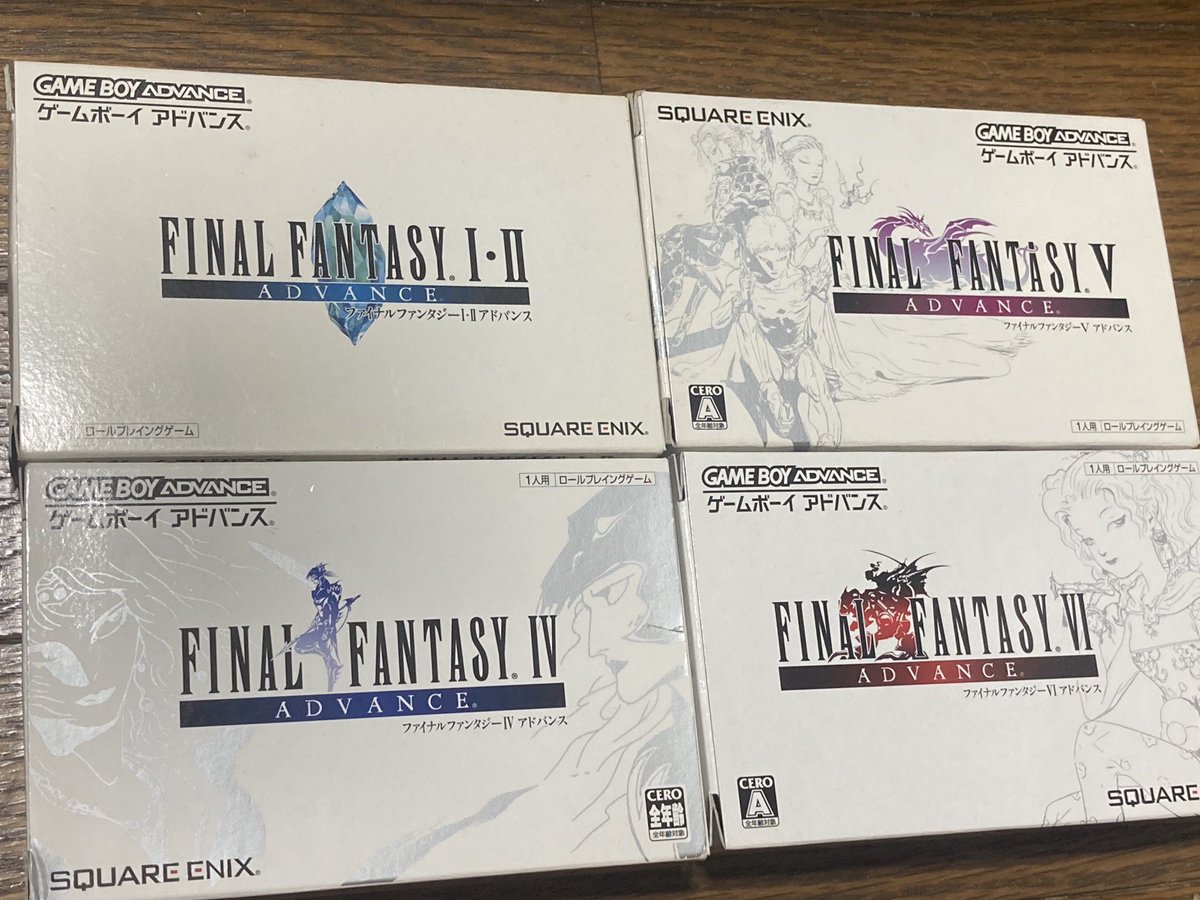 GAME BOY ADVANCE
ゲームボーイ アドバンス
FINAL FANTASY I・II
ADVANCE
ファイナルファンタジーI・II アドバンス
ロールプレイングゲーム
SQUARE ENIX
SQUARE ENIX
GAME BOY ADVANCE
ゲームボーイ アドバンス
FINAL FANTASY V
ADVANCE
ファイナルファンタジーV アドバンス
CERO
A
全年齢対象
1人用 ロールプレイングゲーム
GAME BOY ADVANCE
ゲームボーイ アドバンス
1人用 ロールプレイングゲーム
FINAL FANTASY IV
ADVANCE
ファイナルファンタジーIV アドバンス
CERO
全年齢
全年齢対象
SQUARE ENIX
GAME BOY ADVANCE
ゲームボーイ アドバンス
1人用 ロールプレイングゲーム
FINAL FANTASY VI
ADVANCE
ファイナルファンタジーVI アドバンス
CERO
A
全年齢対象
SQUARE